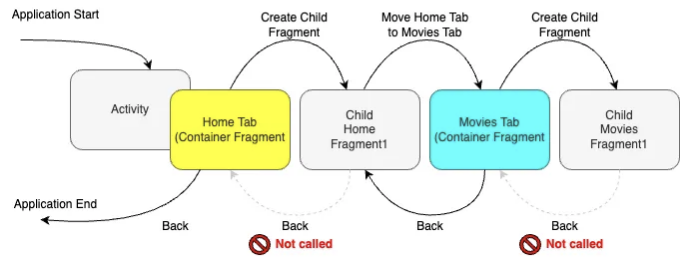 Application Start
Create Child
Fragment
Move Home Tab
to Movies Tab
Create Child
Fragment
Activity
Home Tab
(Container Fragment
Child
Home
Fragment1
Movies Tab
(Container Fragment
Child
Movies
Fragment1
Application End
Back
Back
Back
Back
Not called
Not called